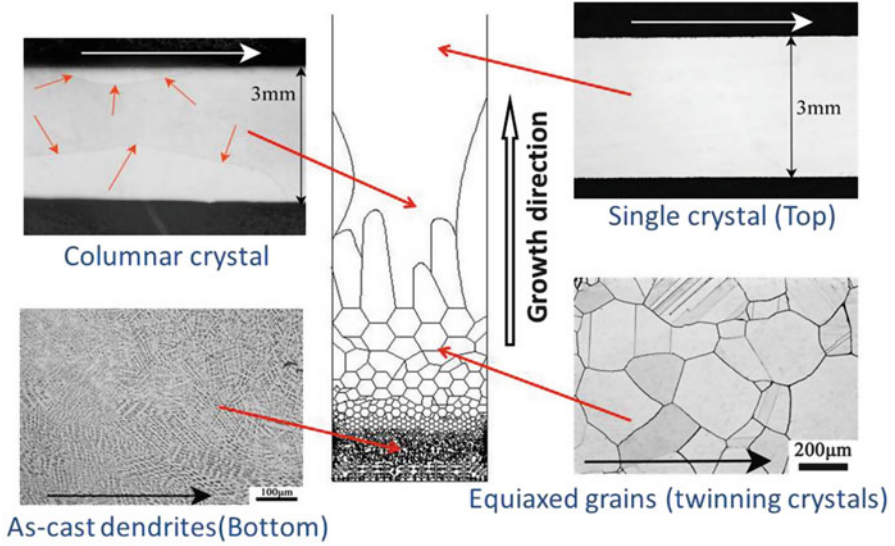 3mm
Columnar crystal
Growth direction
3mm
Single crystal (Top)
100μm
As-cast dendrites(Bottom)
200μm
Equiaxed grains (twinning crystals)